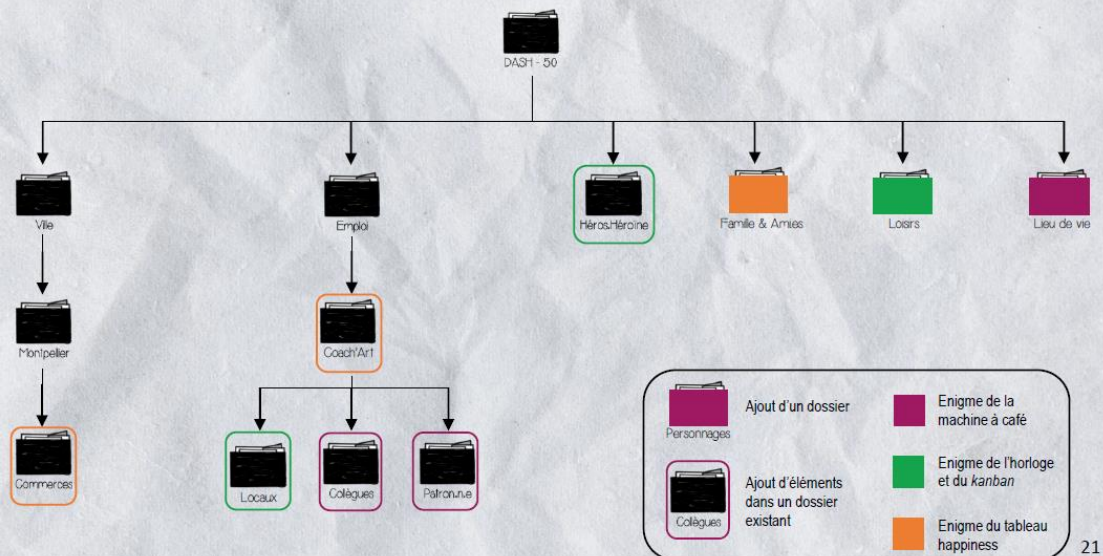 DASH - 50
Ville
Emploi
Héros.Héroïne
Famille & Amies
Loisirs
Lieu de vie
Montpellier
Coach'Art
Commerces
Locaux
Collègues
Patron.n.e
Personnages
Ajout d'un dossier
Collègues
Ajout d'éléments
dans un dossier
existant
Enigme de la
machine à café
Enigme de l'horloge
et du kanban
Enigme du tableau
happiness
21